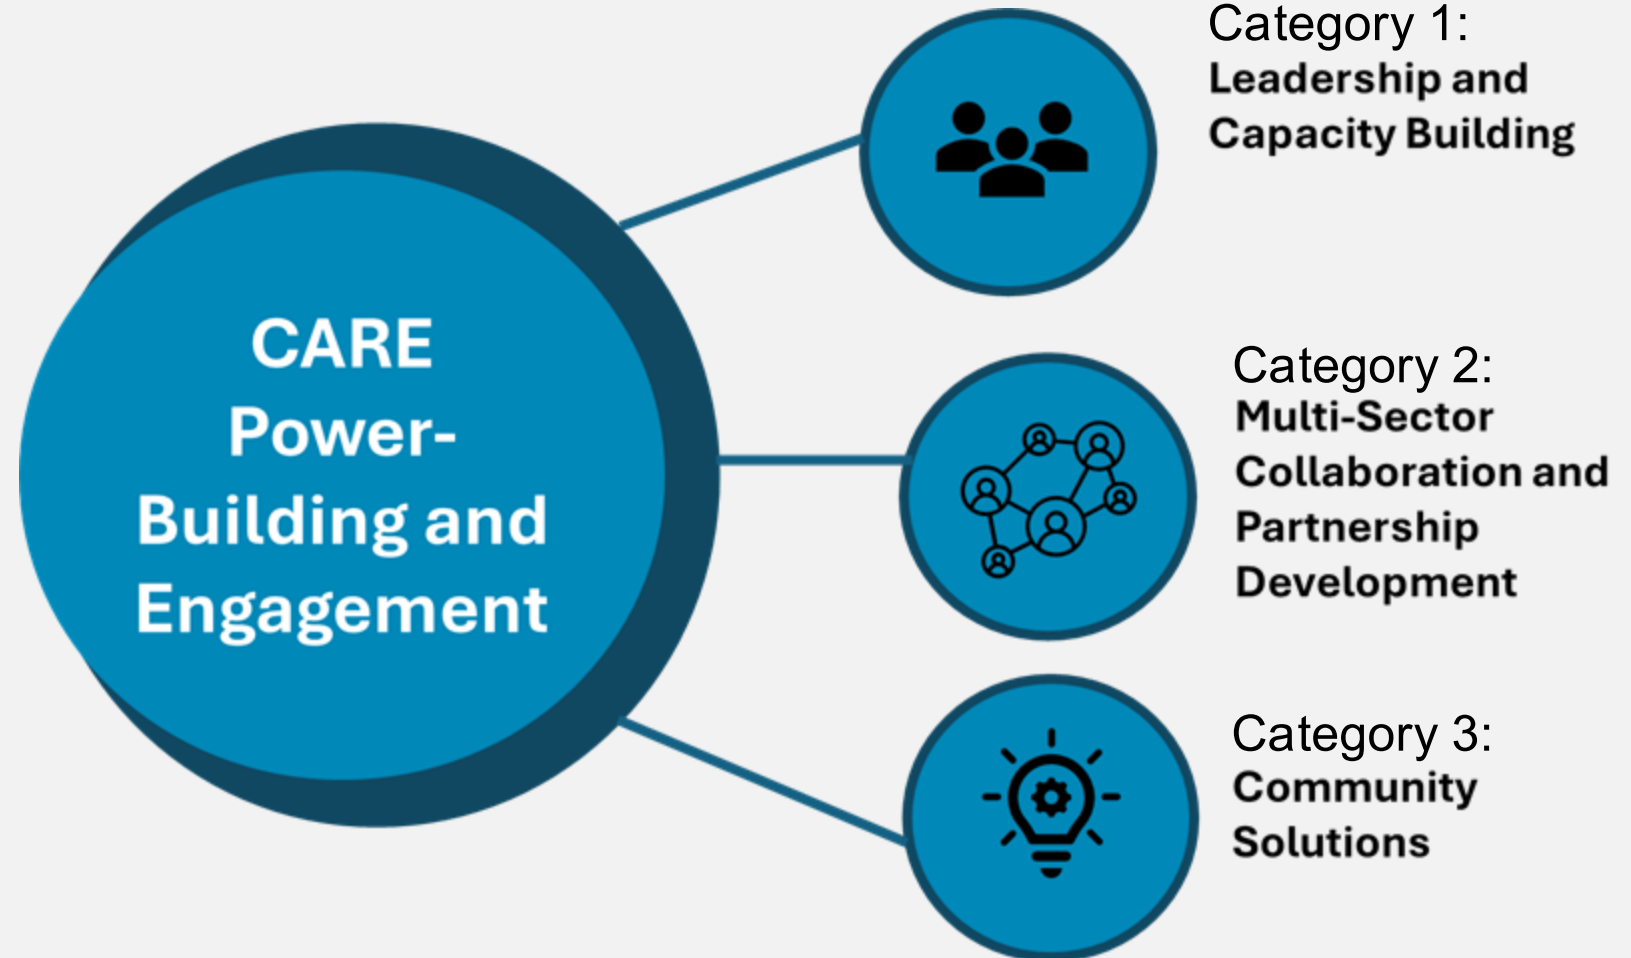 CARE
Power-
Building and
Engagement
Category 1:
Leadership and
Capacity Building
Category 2:
Multi-Sector
Collaboration and
Partnership
Development
Category 3:
Community
Solutions